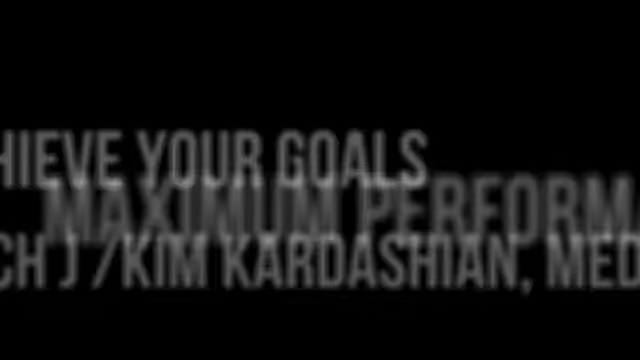 HIEVE YOUR GOALS
MAXIMUM PERFORM
CH J /KIM KARDASHIAN, MED